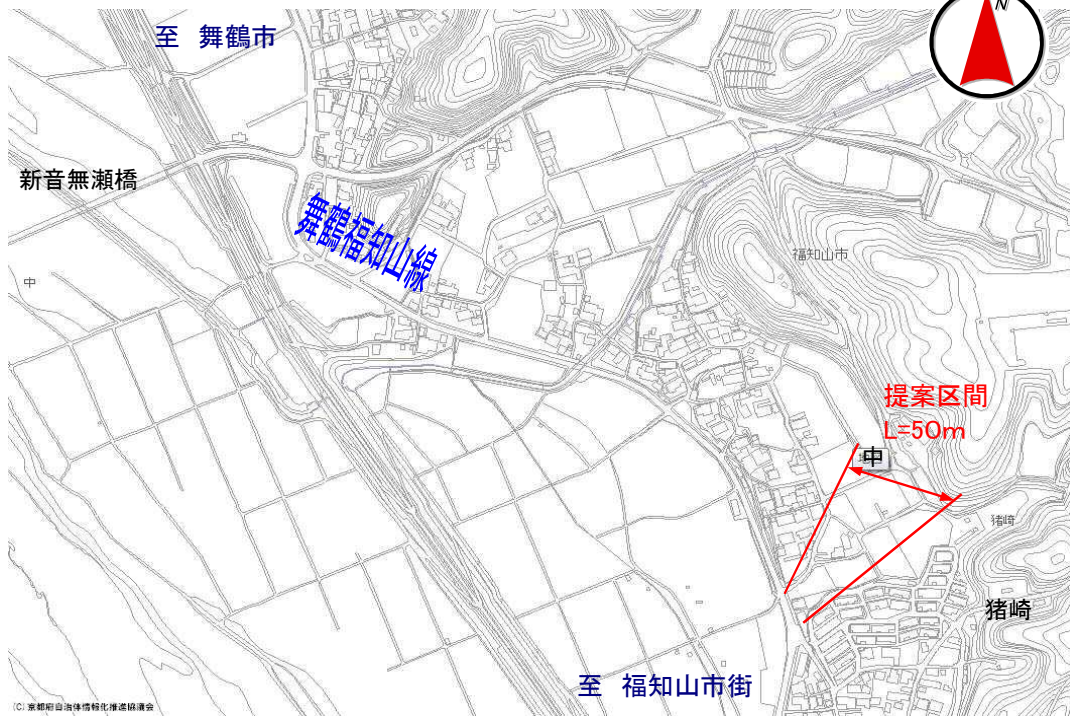 N
至 舞鶴市
新音無瀬橋
舞鶴福知山線
中
福知山市
提案区間
L=50m
中
猪崎
猪崎
至 福知山市街
(C) 京都府自治体情報化推進協議会